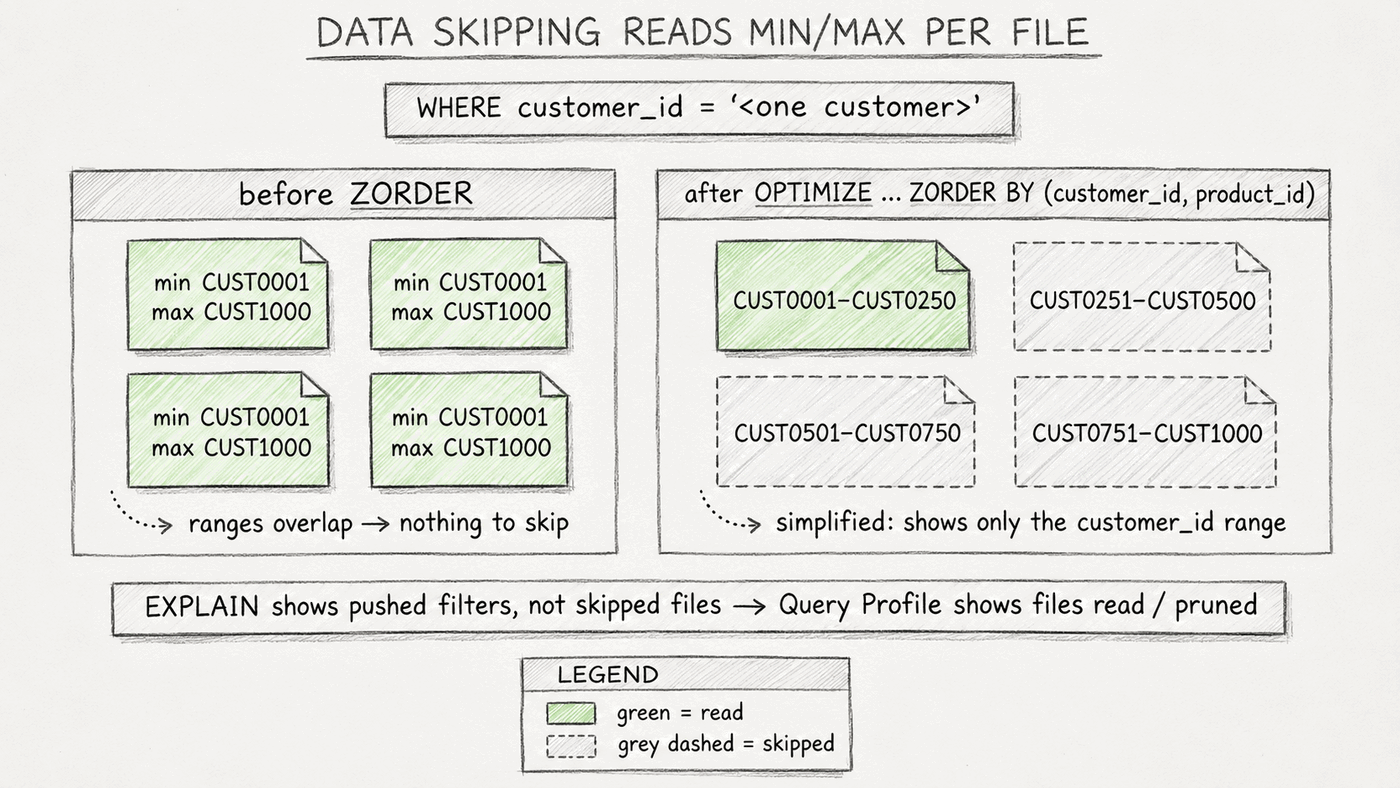 DATA SKIPPING READS MIN/MAX PER FILE
WHERE customer_id = ‘<one customer>’
before ZORDER
min CUST0001
max CUST1000
min CUST0001
max CUST1000
min CUST0001
max CUST1000
min CUST0001
max CUST1000
ranges overlap → nothing to skip
after OPTIMIZE ... ZORDER BY (customer_id, product_id)
CUST0001–CUST0250
CUST0251–CUST0500
CUST0501–CUST0750
CUST0751–CUST1000
simplified: shows only the customer_id range
EXPLAIN shows pushed filters, not skipped files → Query Profile shows files read / pruned
LEGEND
green = read
grey dashed = skipped